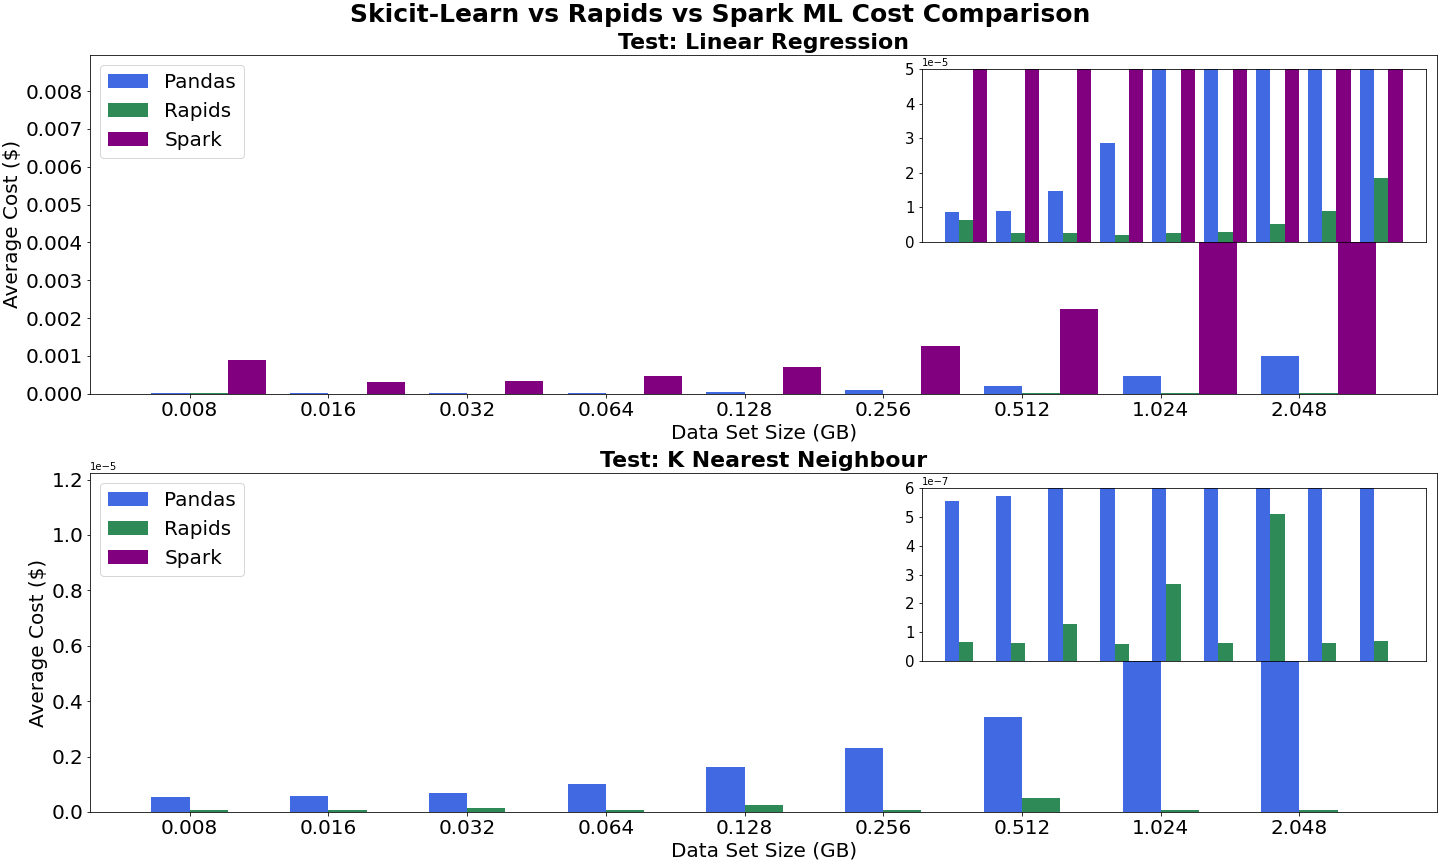 Skicit-Learn vs Rapids vs Spark ML Cost Comparison
Test: Linear Regression
Average Cost ($)
0.008
0.007
0.006
0.005
0.004
0.003
0.002
0.001
0.000
Pandas
Rapids
Spark
1e−5
5
4
3
2
1
0
0.008 0.016 0.032 0.064 0.128 0.256 0.512 1.024 2.048
Data Set Size (GB)
Test: K Nearest Neighbour
1e−5
Average Cost ($)
1.2
1.0
0.8
0.6
0.4
0.2
0.0
Pandas
Rapids
Spark
1e−7
6
5
4
3
2
1
0
0.008 0.016 0.032 0.064 0.128 0.256 0.512 1.024 2.048
Data Set Size (GB)